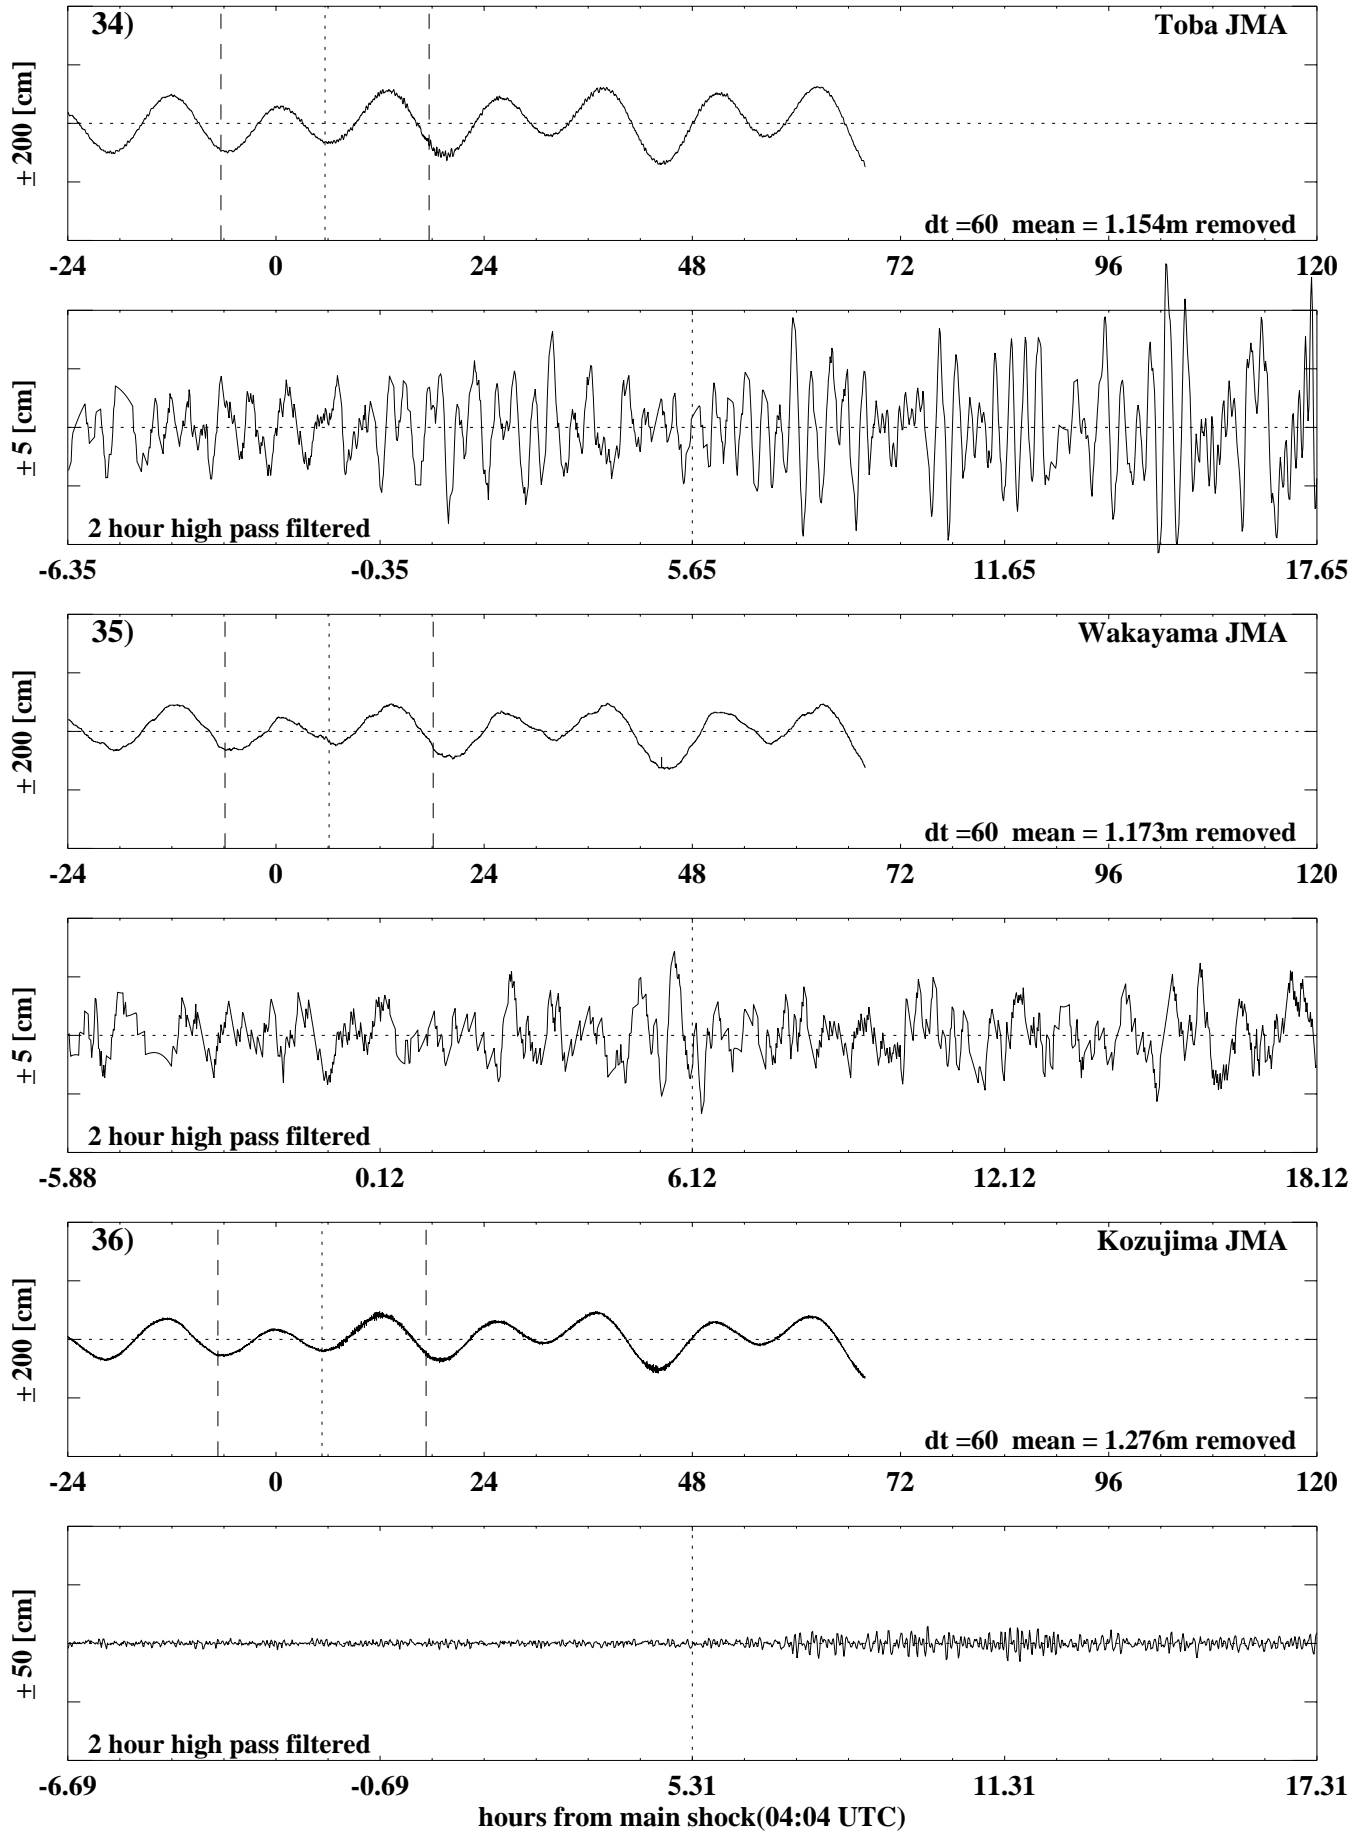 34) Toba JMA
± 200 [cm]
dt =60 mean = 1.154m removed
-24 0 24 48 72 96 120
± 5 [cm]
2 hour high pass filtered
-6.35 -0.35 5.65 11.65 17.65
35) Wakayama JMA
± 200 [cm]
dt =60 mean = 1.173m removed
-24 0 24 48 72 96 120
± 5 [cm]
2 hour high pass filtered
-5.88 0.12 6.12 12.12 18.12
36) Kozujima JMA
± 200 [cm]
dt =60 mean = 1.276m removed
-24 0 24 48 72 96 120
± 50 [cm]
2 hour high pass filtered
-6.69 -0.69 5.31 11.31 17.31
hours from main shock(04:04 UTC)